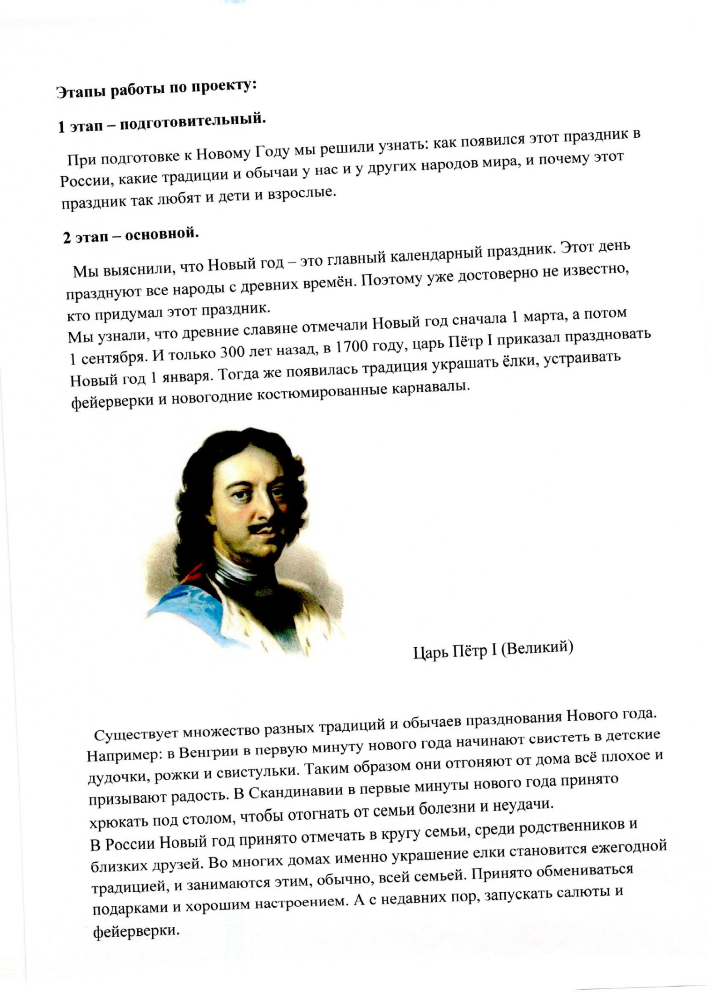 Этапы работы по проекту:
1 этап – подготовительный.
При подготовке к Новому Году мы решили узнать: как появился этот праздник в
России, какие традиции и обычаи у нас и у других народов мира, и почему этот
праздник так любят и дети и взрослые.
2 этап – основной.
Мы выяснили, что Новый год – это главный календарный праздник. Этот день
празднуют все народы с древних времён. Поэтому уже достоверно не известно,
кто придумал этот праздник.
Мы узнали, что древние славяне отмечали Новый год сначала 1 марта, а потом
1 сентября. И только 300 лет назад, в 1700 году, царь Пётр I приказал праздновать
Новый год 1 января. Тогда же появилась традиция украшать ёлки, устраивать
фейерверки и новогодние костюмированные карнавалы.
Царь Пётр I (Великий)
Существует множество разных традиций и обычаев празднования Нового года.
Например: в Венгрии в первую минуту нового года начинают свистеть в детские
дудочки, рожки и свистульки. Таким образом они отгоняют от дома всё плохое и
призывают радость. В Скандинавии в первые минуты нового года принято
хрюкать под столом, чтобы отогнать от семьи болезни и неудачи.
В России Новый год принято отмечать в кругу семьи, среди родственников и
близких друзей. Во многих домах именно украшение елки становится ежегодной
традицией, и занимаются этим, обычно, всей семьей. Принято обмениваться
подарками и хорошим настроением. А с недавних пор, запускать салюты и
фейерверки.